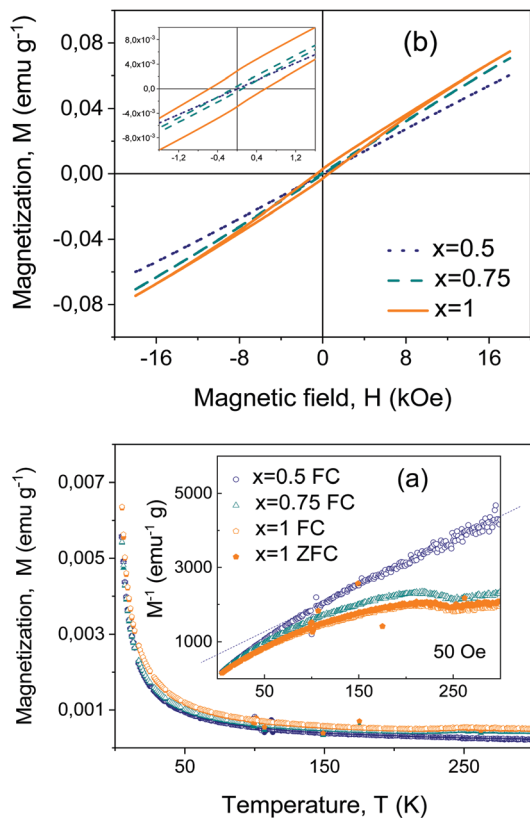 8,0x10⁻³
4,0x10⁻³
0,0
-4,0x10⁻³
-8,0x10⁻³
-1,2 -0,4 0,4 1,2
(b)
Magnetization, M (emu g⁻¹)
0,08
0,04
0,00
-0,04
-0,08
x=0.5
x=0.75
x=1
-16 -8 0 8 16
Magnetic field, H (kOe)
Magnetization, M (emu g⁻¹)
0,007
0,005
0,003
0,001
(a)
x=0.5 FC
x=0.75 FC
x=1 FC
x=1 ZFC
M⁻¹ (emu⁻¹ g)
5000
3000
1000
50 Oe
50 150 250
50 150 250
Temperature, T (K)